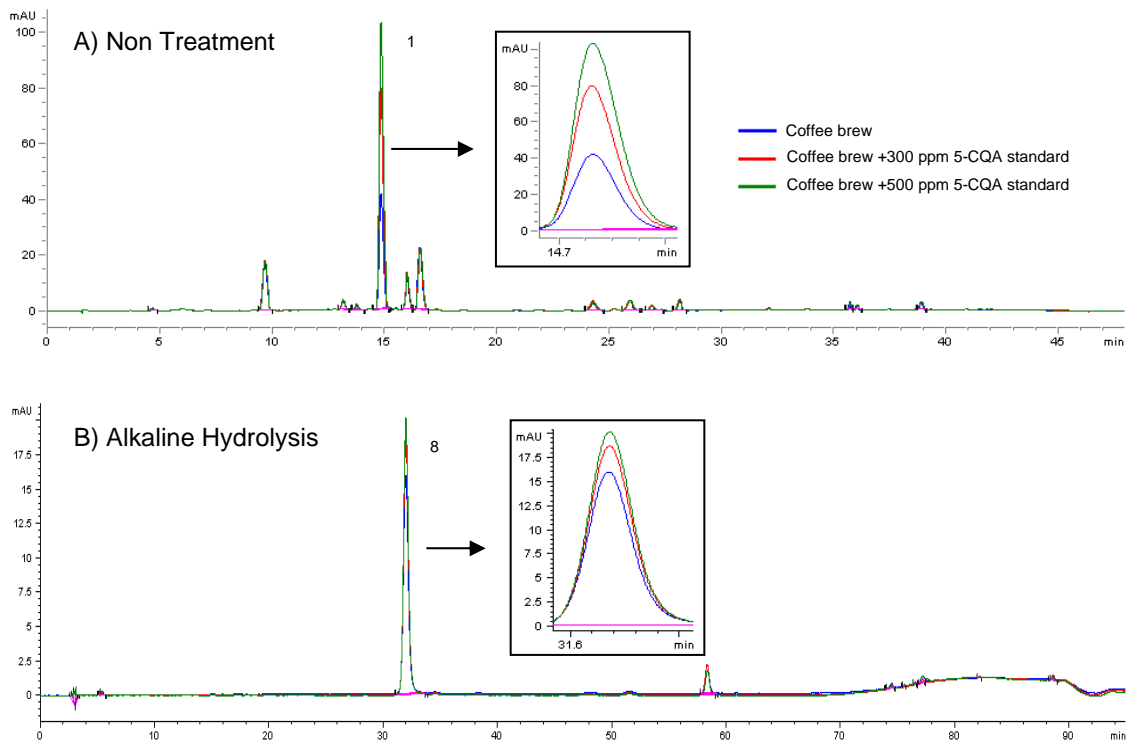 mAU
A) Non Treatment
1
100
80
60
40
20
0
mAU
100
80
60
40
20
0
14.7 min
Coffee brew
Coffee brew +300 ppm 5-CQA standard
Coffee brew +500 ppm 5-CQA standard
0 5 10 15 20 25 30 35 40 45 min
mAU
B) Alkaline Hydrolysis
8
17.5
15
12.5
10
7.5
5
2.5
0
mAU
17.5
15
12.5
10
7.5
5
2.5
0
31.6 min
0 10 20 30 40 50 60 70 80 90 min